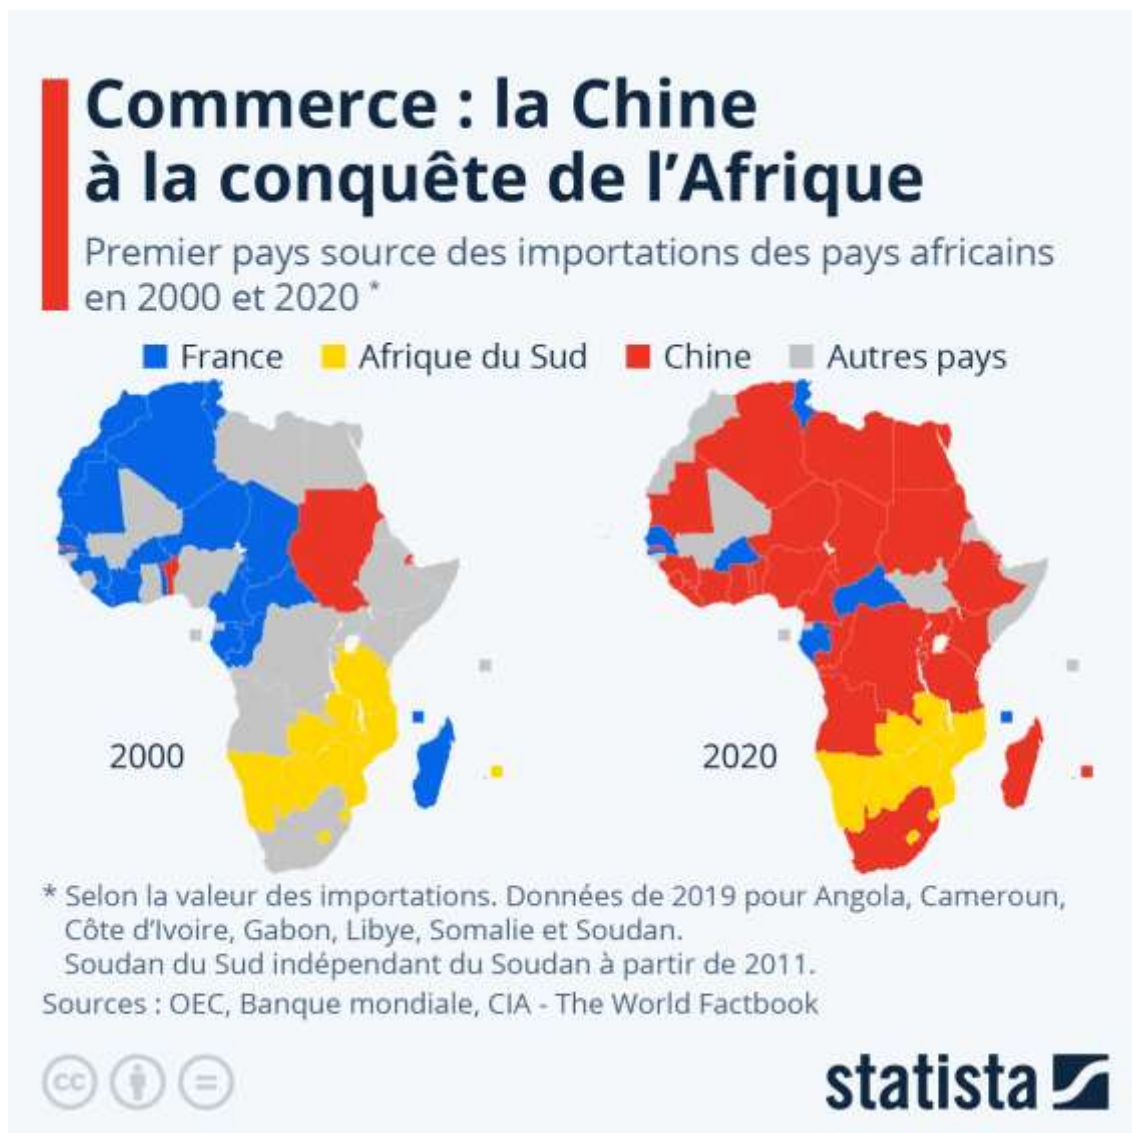 Commerce : la Chine
à la conquête de l’Afrique
Premier pays source des importations des pays africains
en 2000 et 2020 *
France Afrique du Sud Chine Autres pays
2000 2020
* Selon la valeur des importations. Données de 2019 pour Angola, Cameroun,
Côte d’Ivoire, Gabon, Libye, Somalie et Soudan.
Soudan du Sud indépendant du Soudan à partir de 2011.
Sources : OEC, Banque mondiale, CIA - The World Factbook
cc
statista